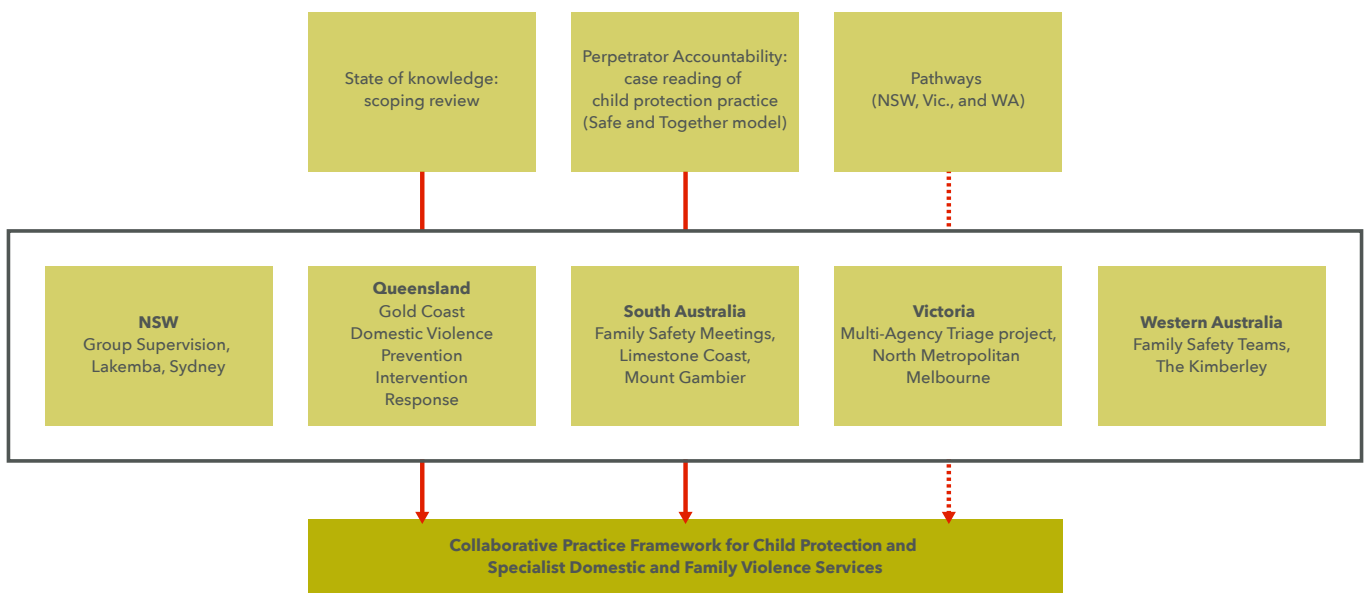 State of knowledge:
scoping review
Perpetrator Accountability:
case reading of
child protection practice
(Safe and Together model)
Pathways
(NSW, Vic., and WA)
NSW
Group Supervision,
Lakemba, Sydney
Queensland
Gold Coast
Domestic Violence
Prevention
Intervention
Response
South Australia
Family Safety Meetings,
Limestone Coast,
Mount Gambier
Victoria
Multi-Agency Triage project,
North Metropolitan
Melbourne
Western Australia
Family Safety Teams,
The Kimberley
Collaborative Practice Framework for Child Protection and
Specialist Domestic and Family Violence Services